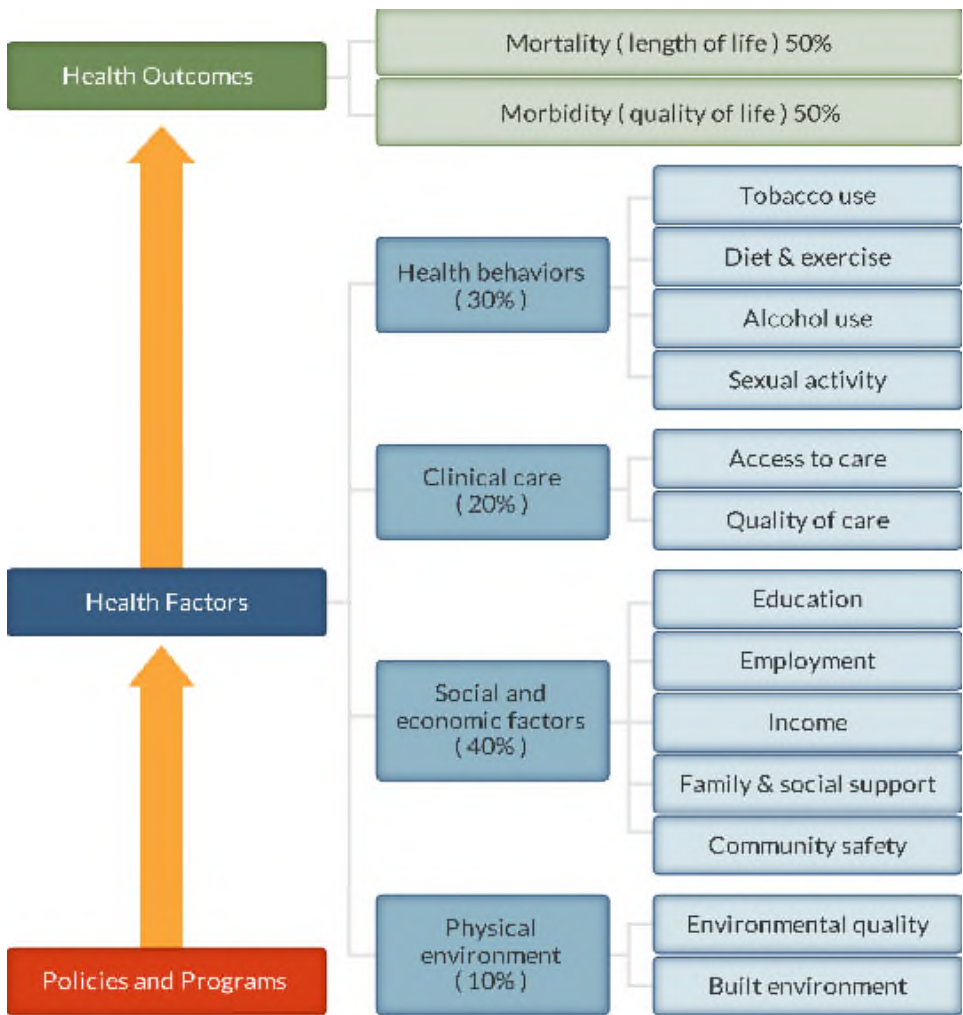 Health Outcomes
Mortality ( length of life ) 50%
Morbidity ( quality of life ) 50%
Health Factors
Health behaviors
( 30% )
Tobacco use
Diet & exercise
Alcohol use
Sexual activity
Clinical care
( 20% )
Access to care
Quality of care
Social and
economic factors
( 40% )
Education
Employment
Income
Family & social support
Community safety
Physical
environment
( 10% )
Environmental quality
Built environment
Policies and Programs